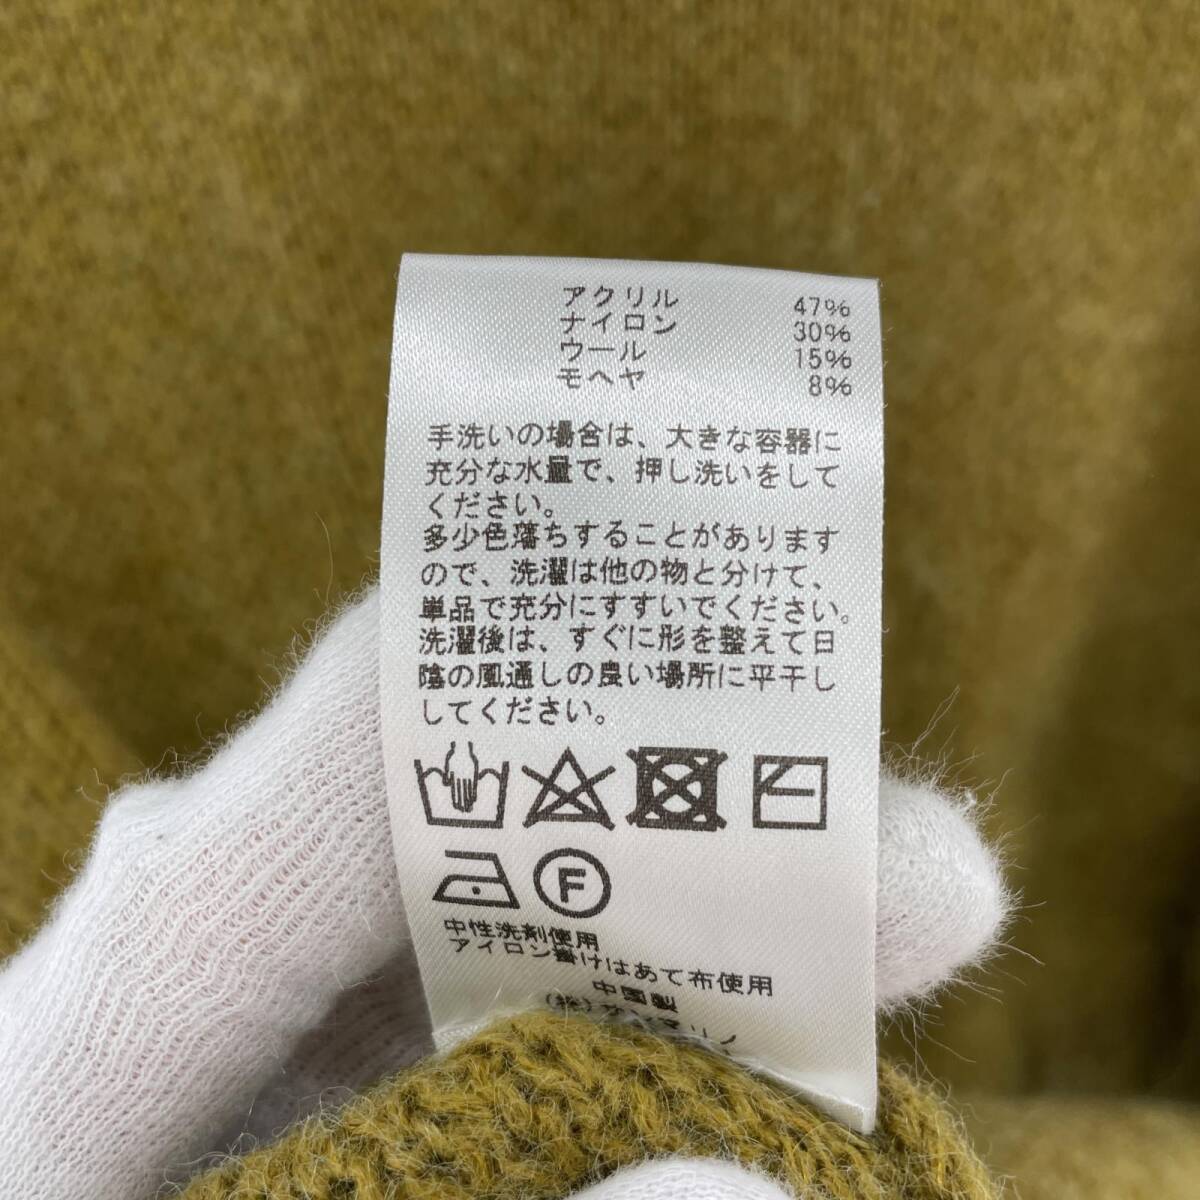 アクリル 47%
ナイロン 30%
ウール 15%
モヘヤ 8%
手洗いの場合は、大きな容器に
充分な水量で、押し洗いをして
ください。
多少色落ちすることがあります
ので、洗濯は他の物と分けて、
単品で充分にすすいでください。
洗濯後は、すぐに形を整えて日
陰の風通しの良い場所に平干し
してください。
F
中性洗剤使用
アイロン掛けはあて布使用
中国製
(株)サンマリノ